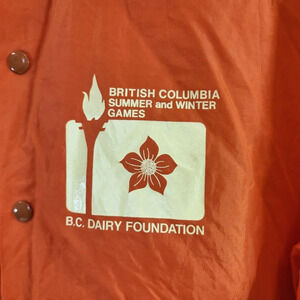 BRITISH COLUMBIA
SUMMER and WINTER
GAMES
B.C. DAIRY FOUNDATION